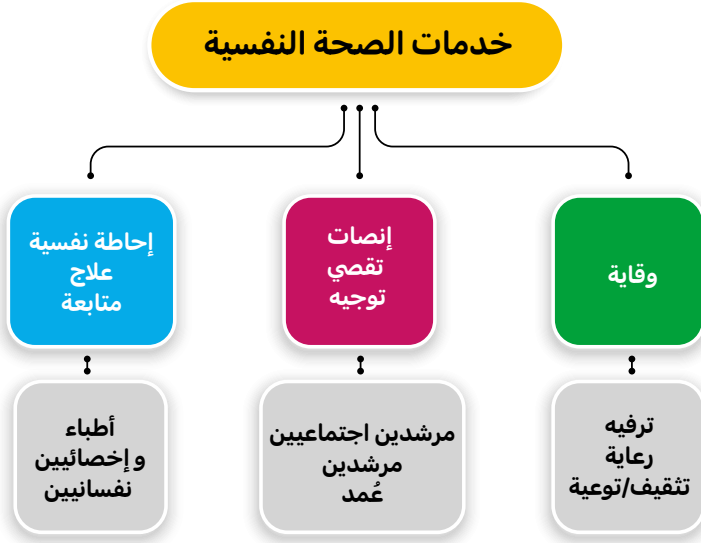 خدمات الصحة النفسية
وقاية
إنصات
تقصي
توجيه
إحاطة نفسية
علاج
متابعة
ترفيه
رعاية
تثقيف/توعية
مرشدين اجتماعيين
مرشدين
عُمد
أطباء
و إخصائيين
نفسانيين